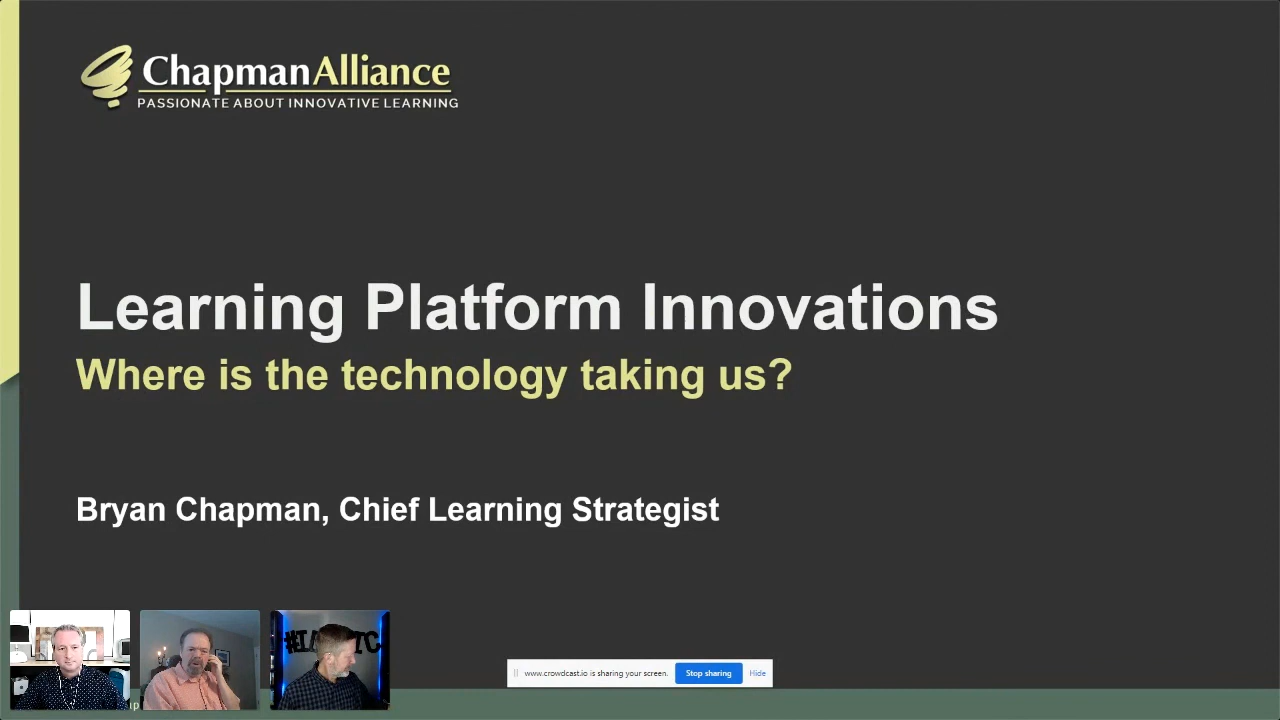 ChapmanAlliance
PASSIONATE ABOUT INNOVATIVE LEARNING
Learning Platform Innovations
Where is the technology taking us?
Bryan Chapman, Chief Learning Strategist
www.crowdcast.io is sharing your screen.
Stop sharing
Hide